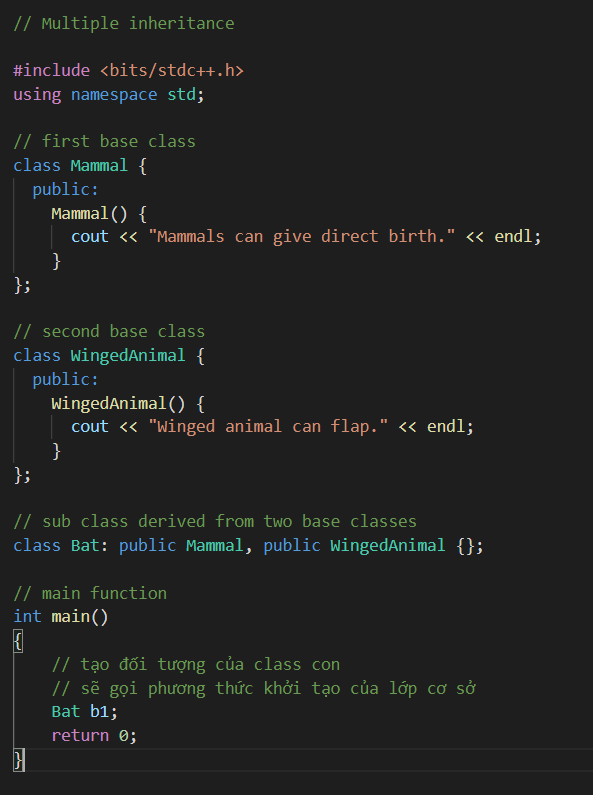 // Multiple inheritance
#include <bits/stdc++.h>
using namespace std;
// first base class
class Mammal {
  public:
    Mammal() {
      cout << "Mammals can give direct birth." << endl;
    }
};
// second base class
class WingedAnimal {
  public:
    WingedAnimal() {
      cout << "Winged animal can flap." << endl;
    }
};
// sub class derived from two base classes
class Bat: public Mammal, public WingedAnimal {};
// main function
int main()
{
    // tạo đối tượng của class con
    // sẽ gọi phương thức khởi tạo của lớp cơ sở
    Bat b1;
    return 0;
}